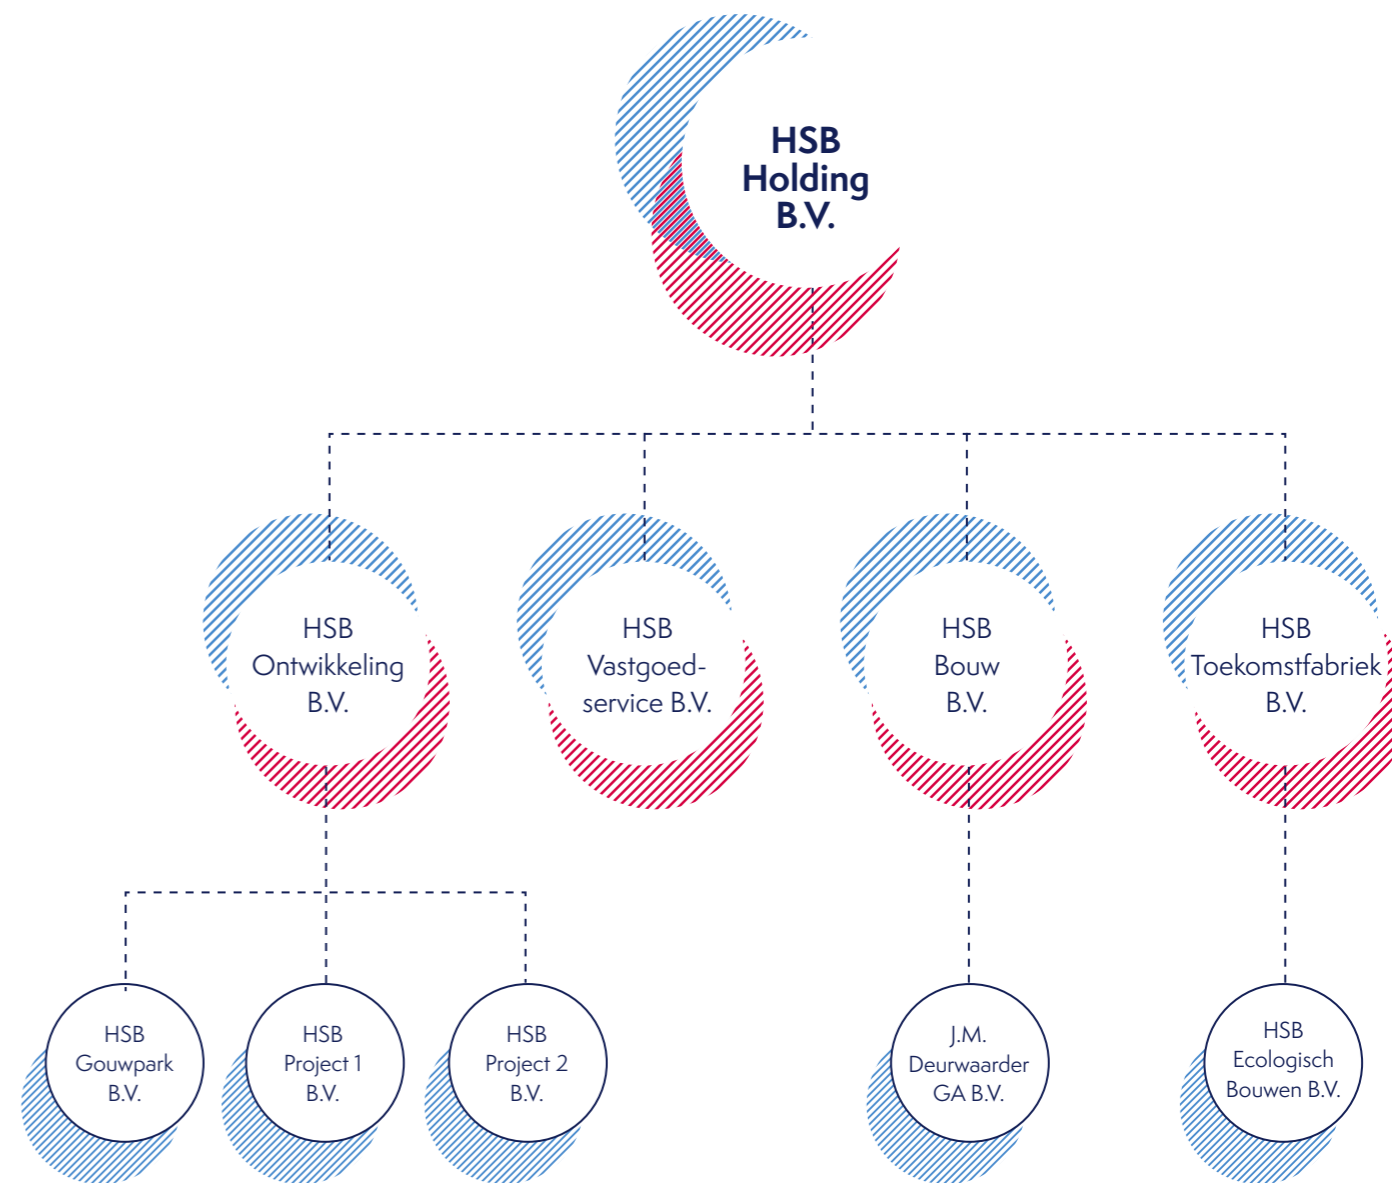 HSB
Holding
B.V.
HSB
Ontwikkeling
B.V.
HSB
Vastgoed-
service B.V.
HSB
Bouw
B.V.
HSB
Toekomstfabriek
B.V.
HSB
Gouwpark
B.V.
HSB
Project 1
B.V.
HSB
Project 2
B.V.
J.M.
Deurwaarder
GA B.V.
HSB
Ecologisch
Bouwen B.V.